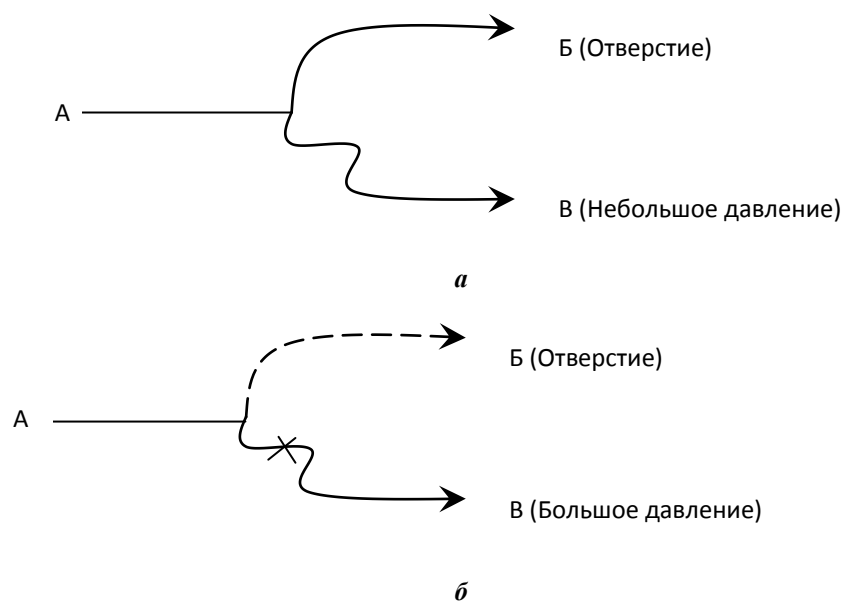 Б (Отверстие)
А
В (Небольшое давление)
а
Б (Отверстие)
А
В (Большое давление)
б